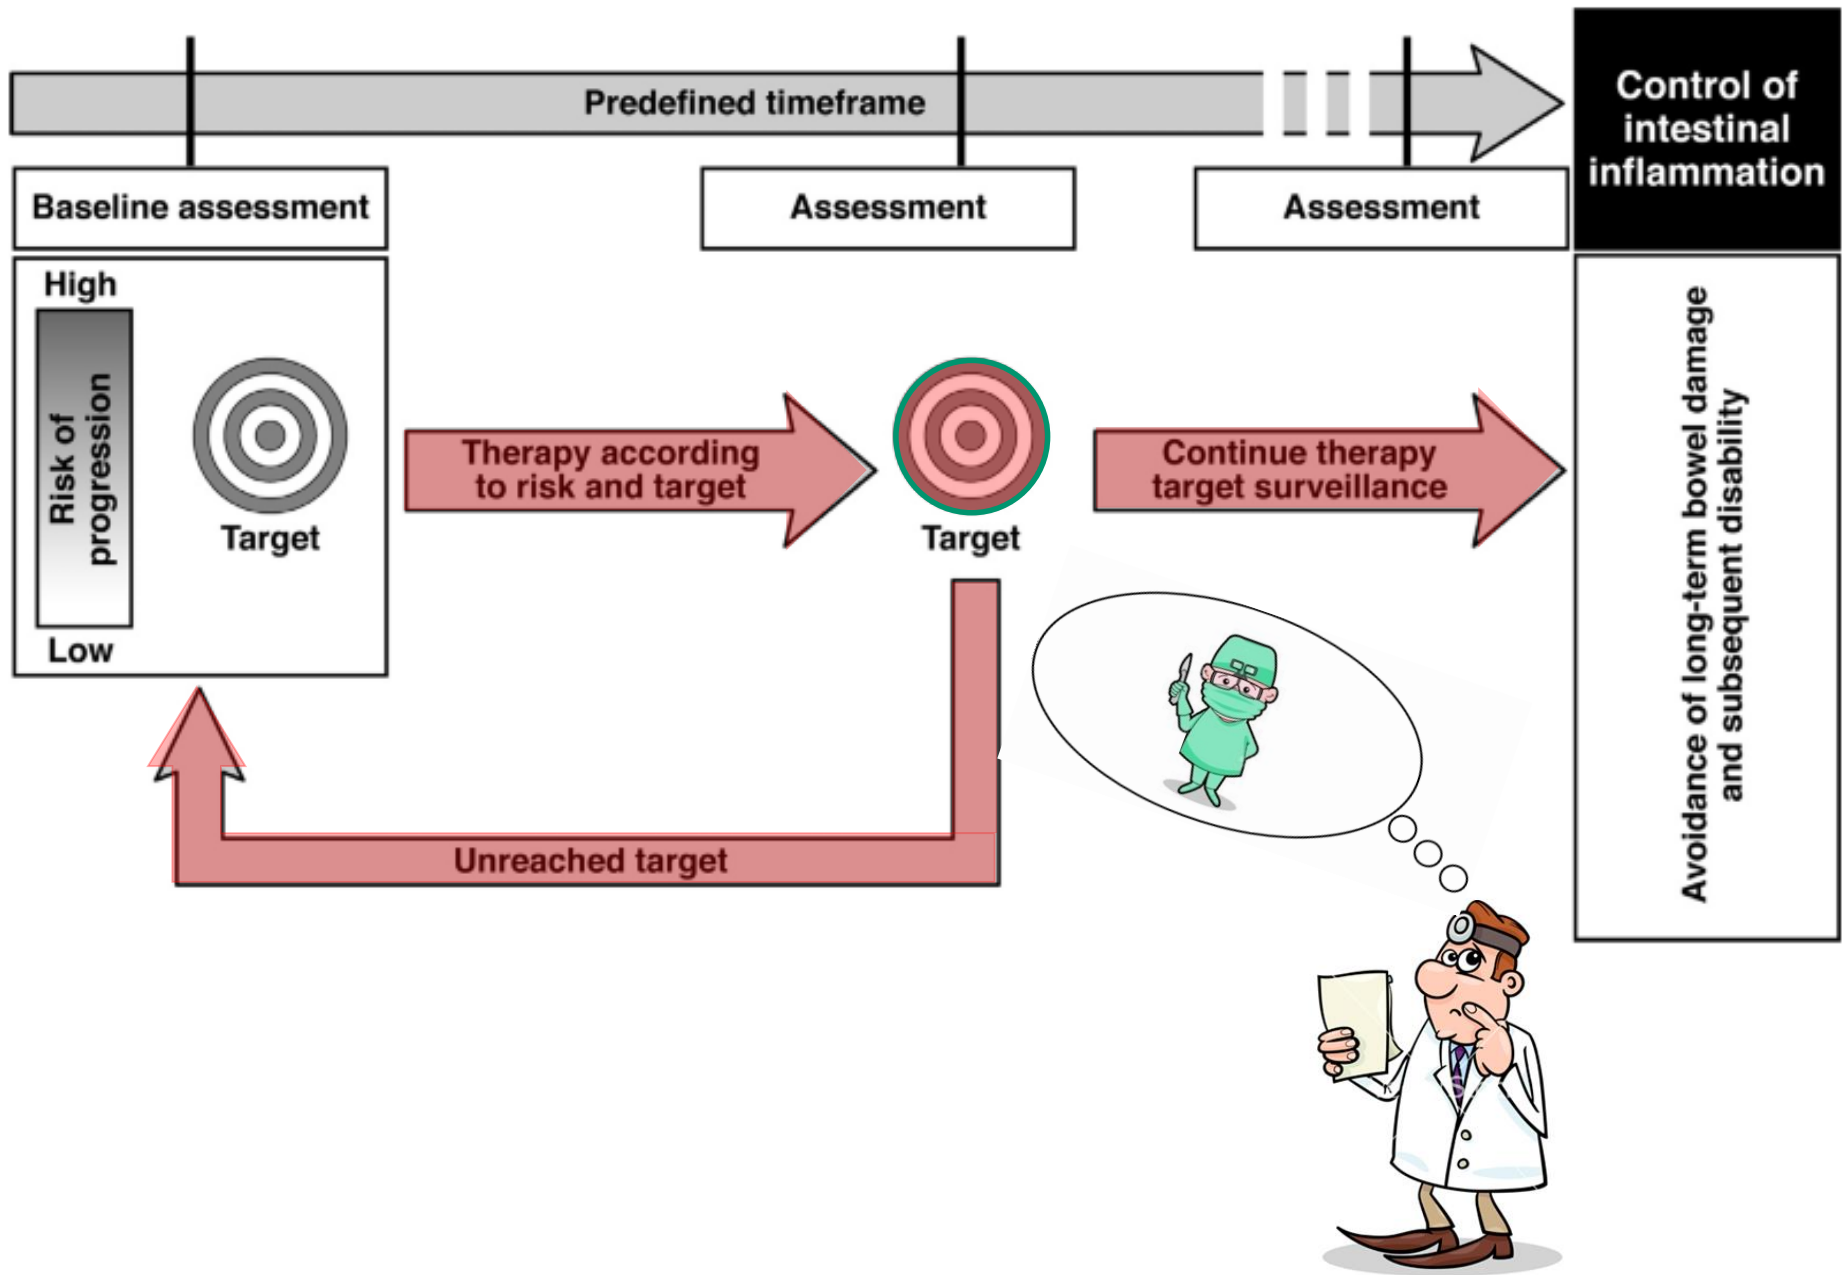 Predefined timeframe
Control of
intestinal
inflammation
Baseline assessment
Assessment
Assessment
High
Risk of
progression
Low
Target
Therapy according
to risk and target
Target
Continue therapy
target surveillance
Unreached target
Avoidance of long-term bowel damage
and subsequent disability